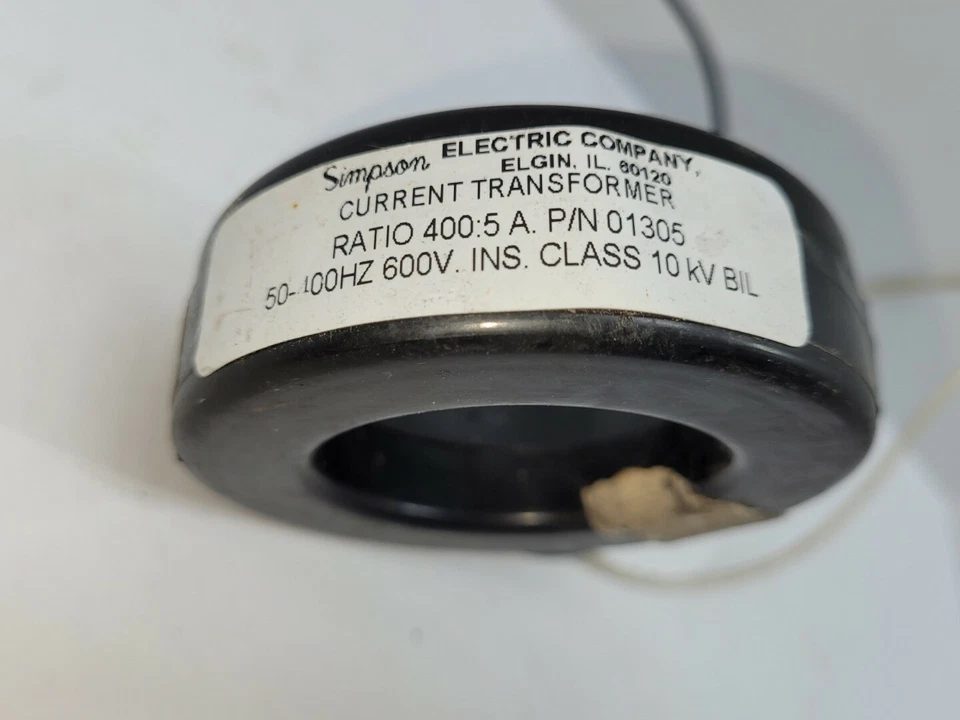 Simpson ELECTRIC COMPANY,
ELGIN, IL. 60120
CURRENT TRANSFORMER
RATIO 400:5 A. P/N 01305
50-400HZ 600V. INS. CLASS 10 kV BIL